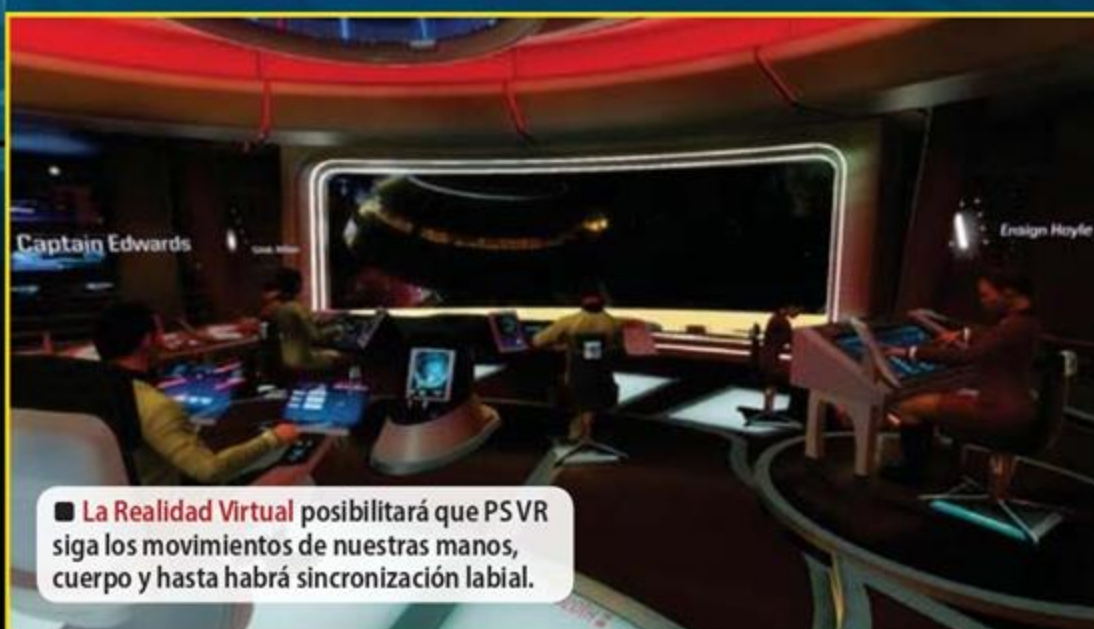 Captain Edwards
Ensign Hoyle
■ La Realidad Virtual posibilitará que PS VR
siga los movimientos de nuestras manos,
cuerpo y hasta habrá sincronización labial.